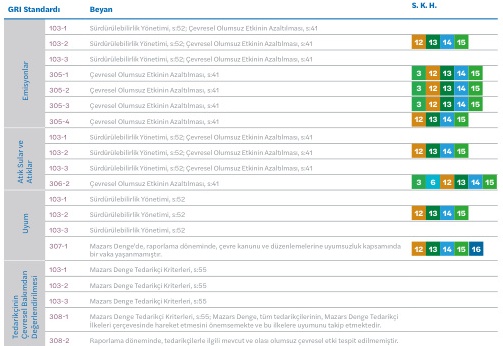 GRI Standardı Beyan S. K. H.
Emisyonlar
103-1 Sürdürülebilirlik Yönetimi, s:52; Çevresel Olumsuz Etkinin Azaltılması, s:41
103-2 Sürdürülebilirlik Yönetimi, s:52; Çevresel Olumsuz Etkinin Azaltılması, s:41 12 13 14 15
103-3 Sürdürülebilirlik Yönetimi, s:52; Çevresel Olumsuz Etkinin Azaltılması, s:41
305-1 Çevresel Olumsuz Etkinin Azaltılması, s:41 3 12 13 14 15
305-2 Çevresel Olumsuz Etkinin Azaltılması, s:41 3 12 13 14 15
305-3 Çevresel Olumsuz Etkinin Azaltılması, s:41 3 12 13 14 15
305-4 Çevresel Olumsuz Etkinin Azaltılması, s:41 12 13 14 15
Atık Sular ve
Atıklar
103-1 Sürdürülebilirlik Yönetimi, s:52; Çevresel Olumsuz Etkinin Azaltılması, s:41
103-2 Sürdürülebilirlik Yönetimi, s:52; Çevresel Olumsuz Etkinin Azaltılması, s:41 12 13 14 15
103-3 Sürdürülebilirlik Yönetimi, s:52; Çevresel Olumsuz Etkinin Azaltılması, s:41
306-2 Çevresel Olumsuz Etkinin Azaltılması, s:41 3 6 12 13 14 15
Uyum
103-1 Sürdürülebilirlik Yönetimi, s:52
103-2 Sürdürülebilirlik Yönetimi, s:52 12 13 14 15
103-3 Sürdürülebilirlik Yönetimi, s:52
307-1 Mazars Denge'de, raporlama döneminde, çevre kanunu ve düzenlemelerine uyumsuzluk kapsamında
bir vaka yaşanmamıştır. 12 13 14 15 16
Tedarikçinin
Çevresel Bakımdan
Değerlendirilmesi
103-1 Mazars Denge Tedarikçi Kriterleri, s:55
103-2 Mazars Denge Tedarikçi Kriterleri, s:55
103-3 Mazars Denge Tedarikçi Kriterleri, s:55
308-1 Mazars Denge Tedarikçi Kriterleri, s:55; Mazars Denge, tüm tedarikçilerinin, Mazars Denge Tedarikçi
İlkeleri çerçevesinde hareket etmesini önemsemekte ve bu ilkelere uyumunu takip etmektedir.
308-2 Raporlama döneminde, tedarikçilerle ilgili mevcut ve olası olumsuz çevresel etki tespit edilmemiştir.